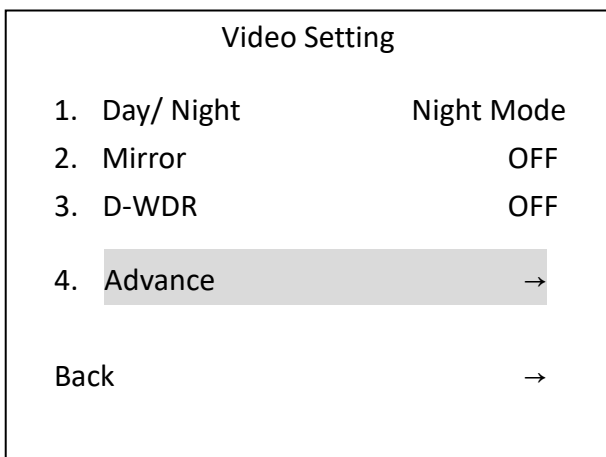 Video Setting
1. Day/ Night Night Mode
2. Mirror OFF
3. D-WDR OFF
4. Advance →
Back →